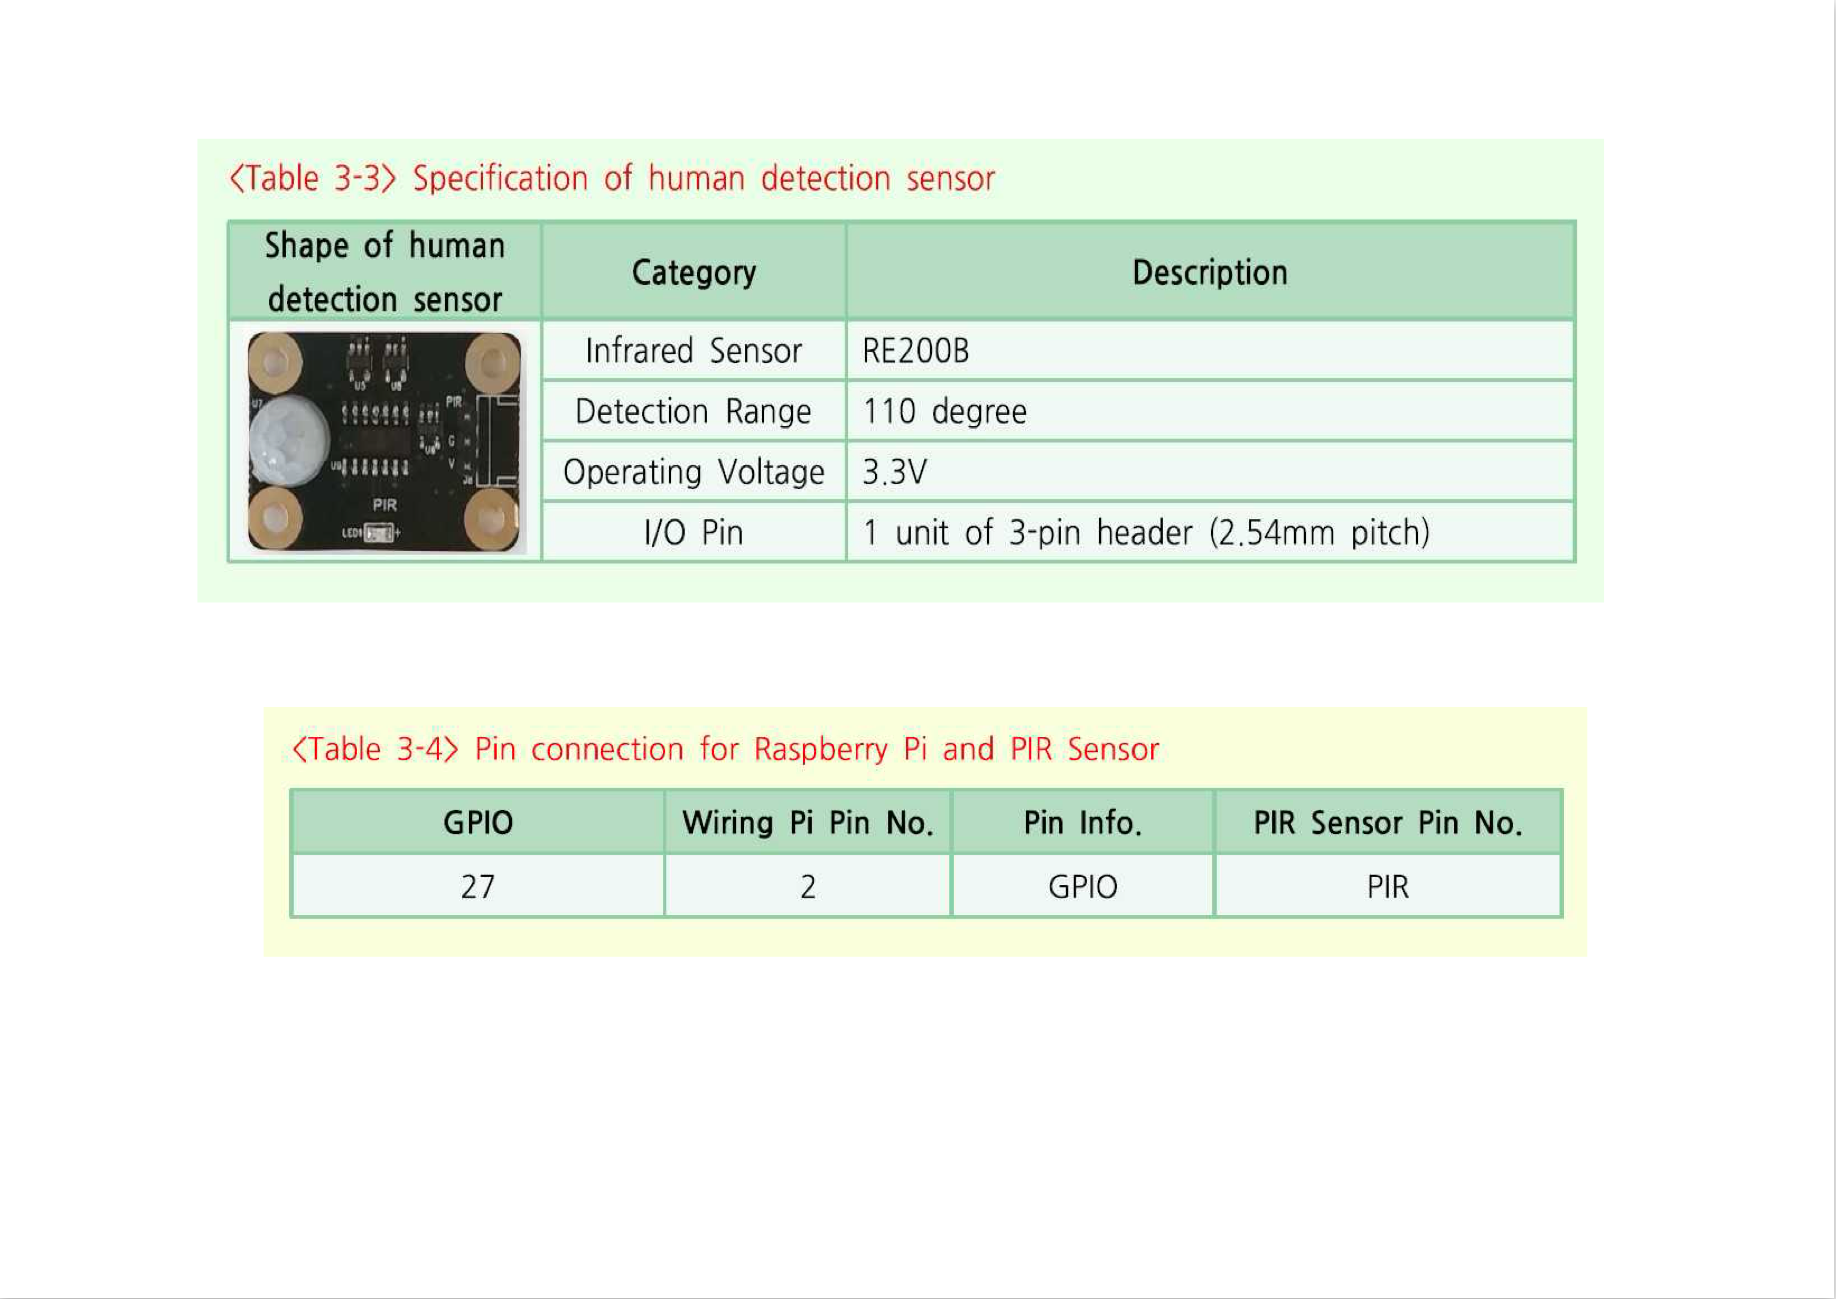 <Table 3-3> Specification of human detection sensor
Shape of human
detection sensor
Category
Description
Infrared Sensor
RE200B
Detection Range
110 degree
Operating Voltage
3.3V
I/O Pin
1 unit of 3-pin header (2.54mm pitch)
U5
U7
PIR
G
V
PIR
<Table 3-4> Pin connection for Raspberry Pi and PIR Sensor
GPIO
Wiring Pi Pin No.
Pin Info.
PIR Sensor Pin No.
27
2
GPIO
PIR